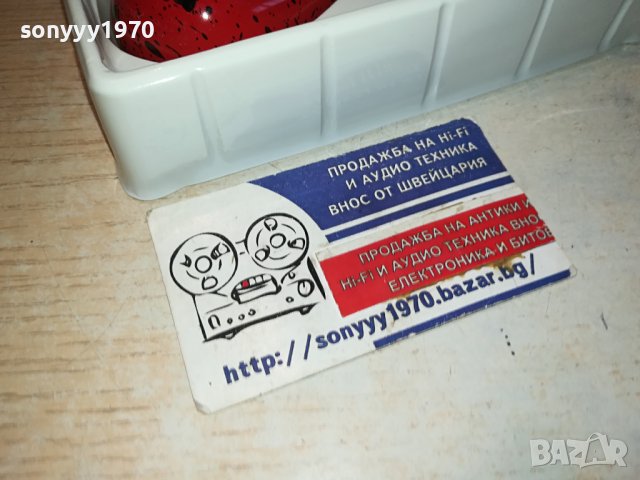 sonyyy1970
sonyyy1970
ПРОДАЖБА НА Hi-Fi
И АУДИО ТЕХНИКА
ВНОС ОТ ШВЕЙЦАРИЯ
ПРОДАЖБА НА АНТИКИ И
Hi-Fi И АУДИО ТЕХНИКА ВНО
ЕЛЕКТРОНИКА И БИТОВ
http://sonyyy1970.bazar.bg/
BAZAR
bg